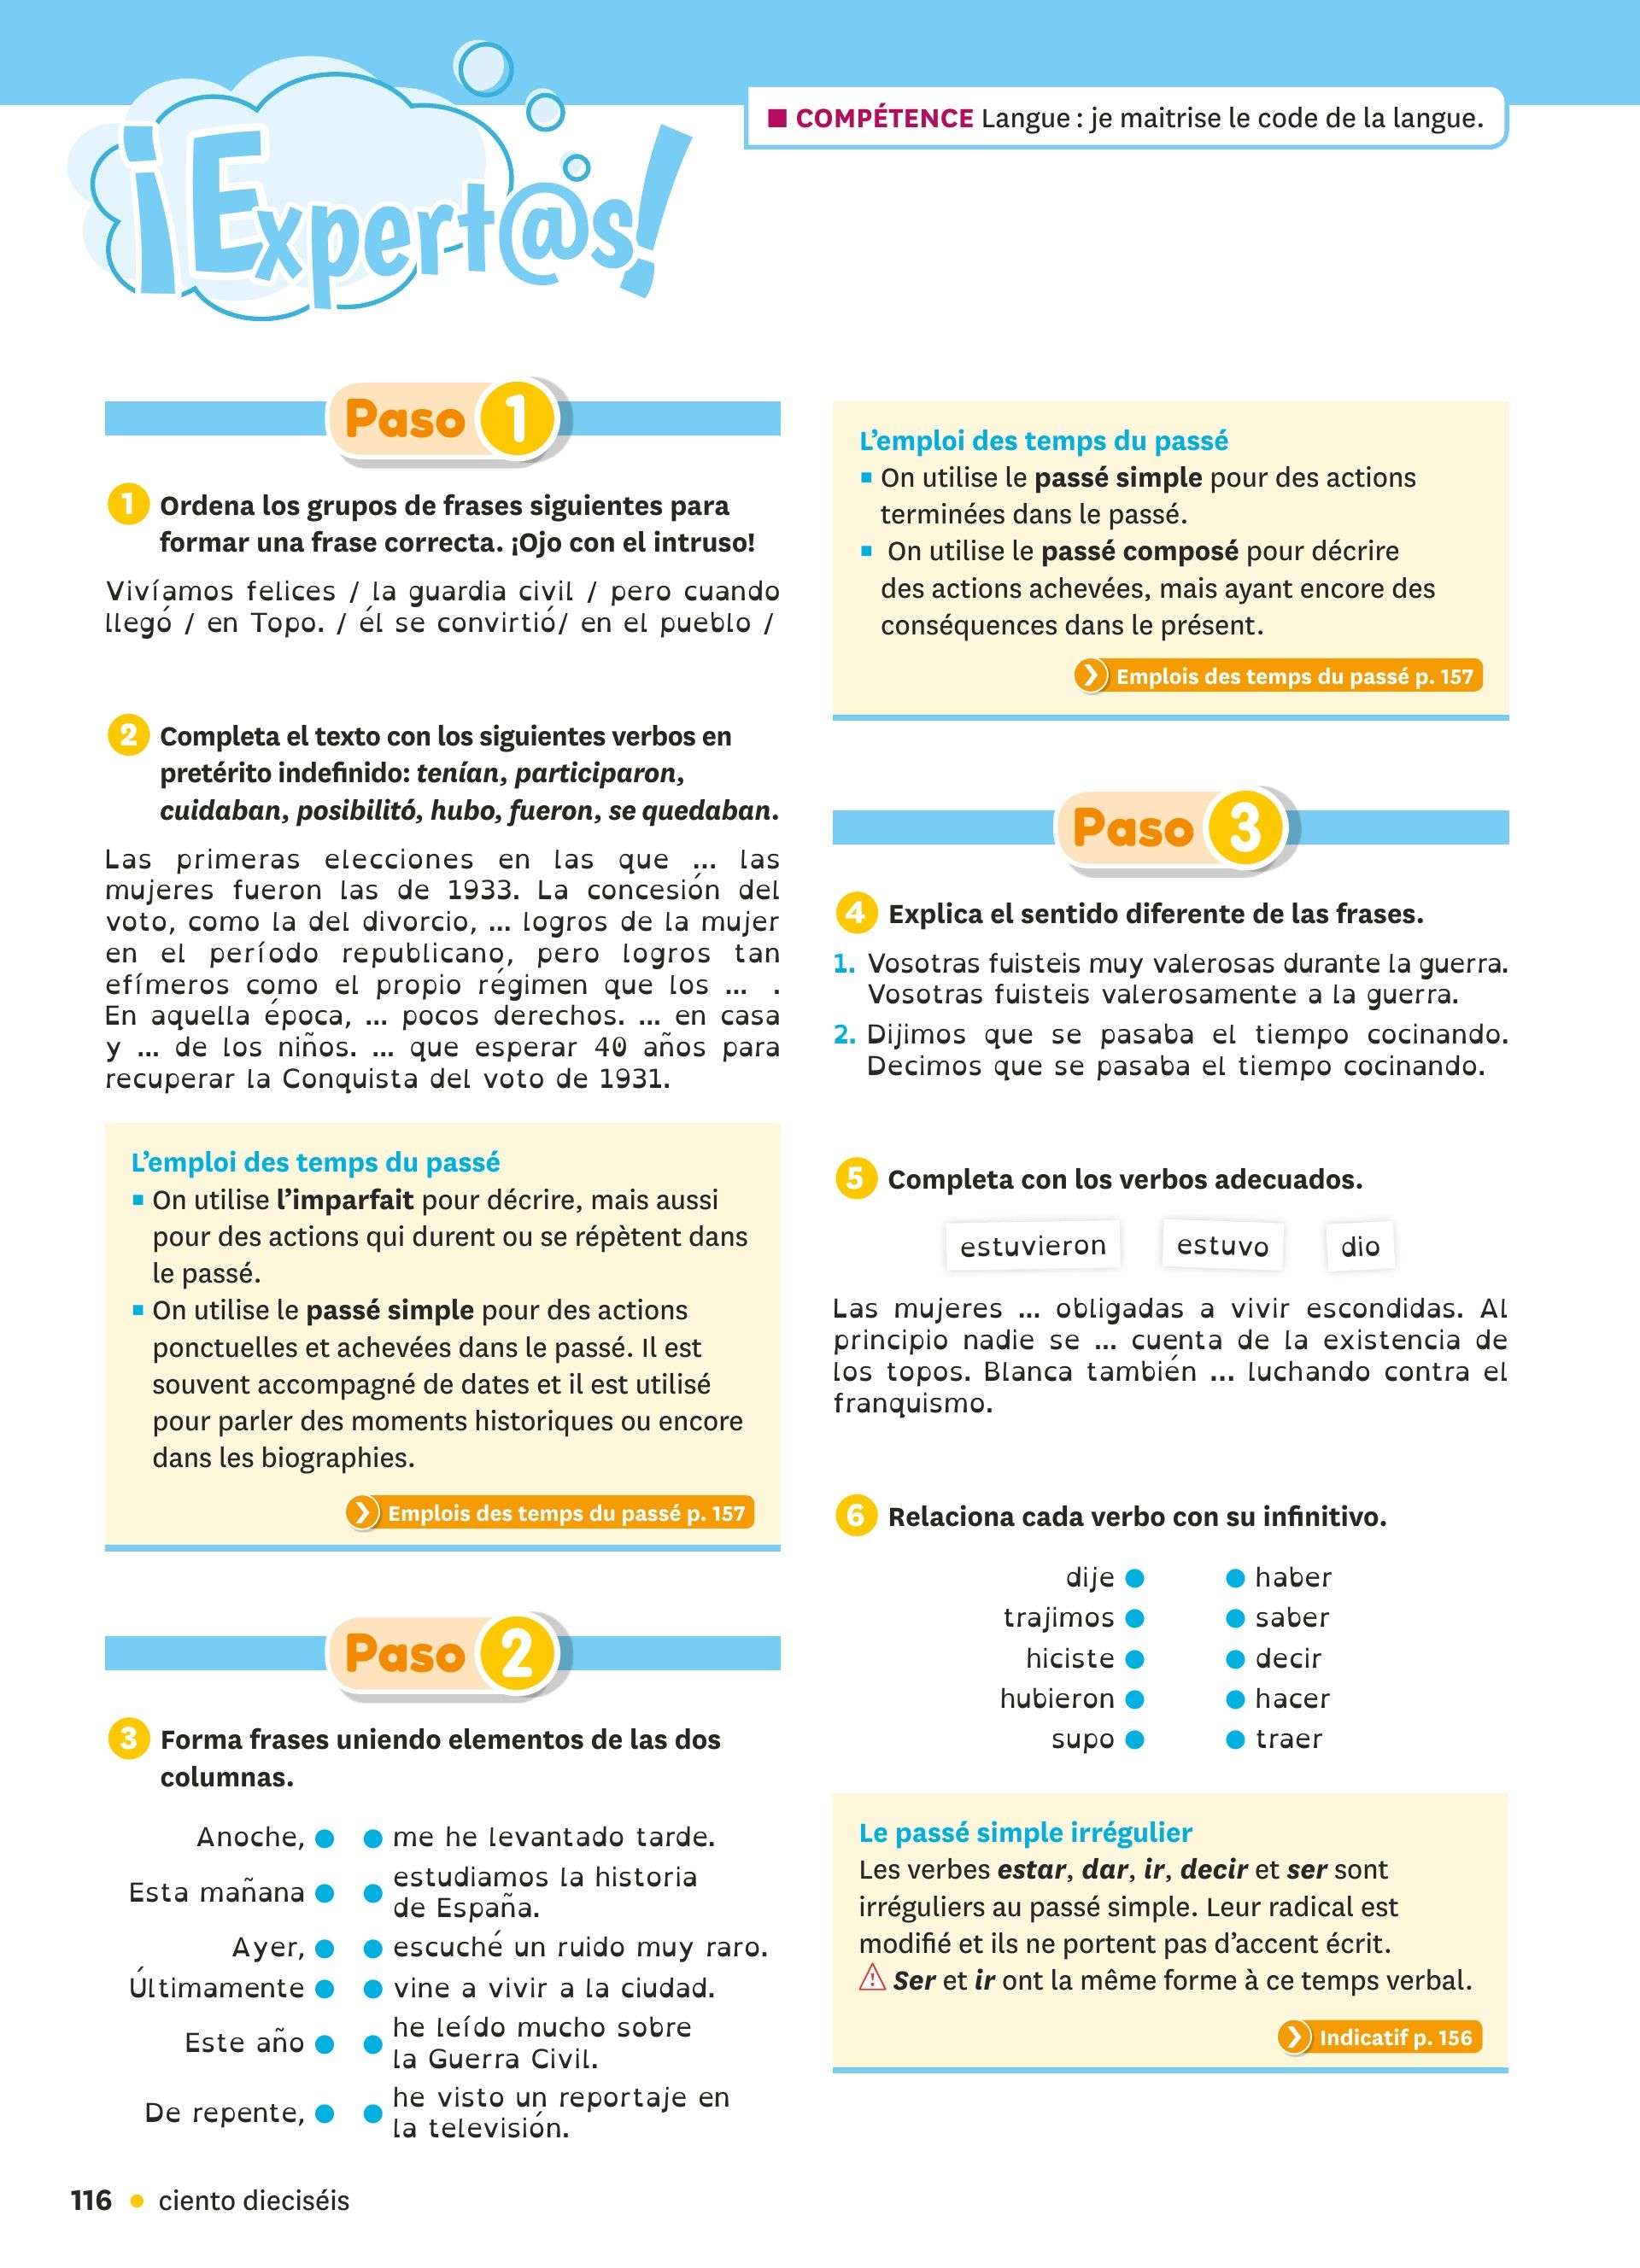 ■ COMPÉTENCE Langue : je maitrise le code de la langue.
¡Expert@s!
Paso 1
1 Ordena los grupos de frases siguientes para
formar una frase correcta. ¡Ojo con el intruso!
Vivíamos felices / la guardia civil / pero cuando
llegó / en Topo. / él se convirtió/ en el pueblo /
2 Completa el texto con los siguientes verbos en
pretérito indefinido: tenían, participaron,
cuidaban, posibilitó, hubo, fueron, se quedaban.
Las primeras elecciones en las que ... las
mujeres fueron las de 1933. La concesión del
voto, como la del divorcio, ... logros de la mujer
en el período republicano, pero logros tan
efímeros como el propio régimen que los ... .
En aquella época, ... pocos derechos. ... en casa
y ... de los niños. ... que esperar 40 años para
recuperar la Conquista del voto de 1931.
L'emploi des temps du passé
▪ On utilise l'imparfait pour décrire, mais aussi
pour des actions qui durent ou se répètent dans
le passé.
▪ On utilise le passé simple pour des actions
ponctuelles et achevées dans le passé. Il est
souvent accompagné de dates et il est utilisé
pour parler des moments historiques ou encore
dans les biographies.
Emplois des temps du passé p. 157
Paso 2
3 Forma frases uniendo elementos de las dos
columnas.
Anoche, ● ● me he levantado tarde.
Esta mañana ● ● estudiamos la historia
de España.
Ayer, ● ● escuché un ruido muy raro.
Últimamente ● ● vine a vivir a la ciudad.
Este año ● ● he leído mucho sobre
la Guerra Civil.
De repente, ● ● he visto un reportaje en
la televisión.
L'emploi des temps du passé
▪ On utilise le passé simple pour des actions
terminées dans le passé.
▪ On utilise le passé composé pour décrire
des actions achevées, mais ayant encore des
conséquences dans le présent.
Emplois des temps du passé p. 157
Paso 3
4 Explica el sentido diferente de las frases.
1. Vosotras fuisteis muy valerosas durante la guerra.
Vosotras fuisteis valerosamente a la guerra.
2. Dijimos que se pasaba el tiempo cocinando.
Decimos que se pasaba el tiempo cocinando.
5 Completa con los verbos adecuados.
estuvieron estuvo dio
Las mujeres ... obligadas a vivir escondidas. Al
principio nadie se ... cuenta de la existencia de
los topos. Blanca también ... luchando contra el
franquismo.
6 Relaciona cada verbo con su infinitivo.
dije ● ● haber
trajimos ● ● saber
hiciste ● ● decir
hubieron ● ● hacer
supo ● ● traer
Le passé simple irrégulier
Les verbes estar, dar, ir, decir et ser sont
irréguliers au passé simple. Leur radical est
modifié et ils ne portent pas d'accent écrit.
⚠ Ser et ir ont la même forme à ce temps verbal.
Indicatif p. 156
116 • ciento dieciséis